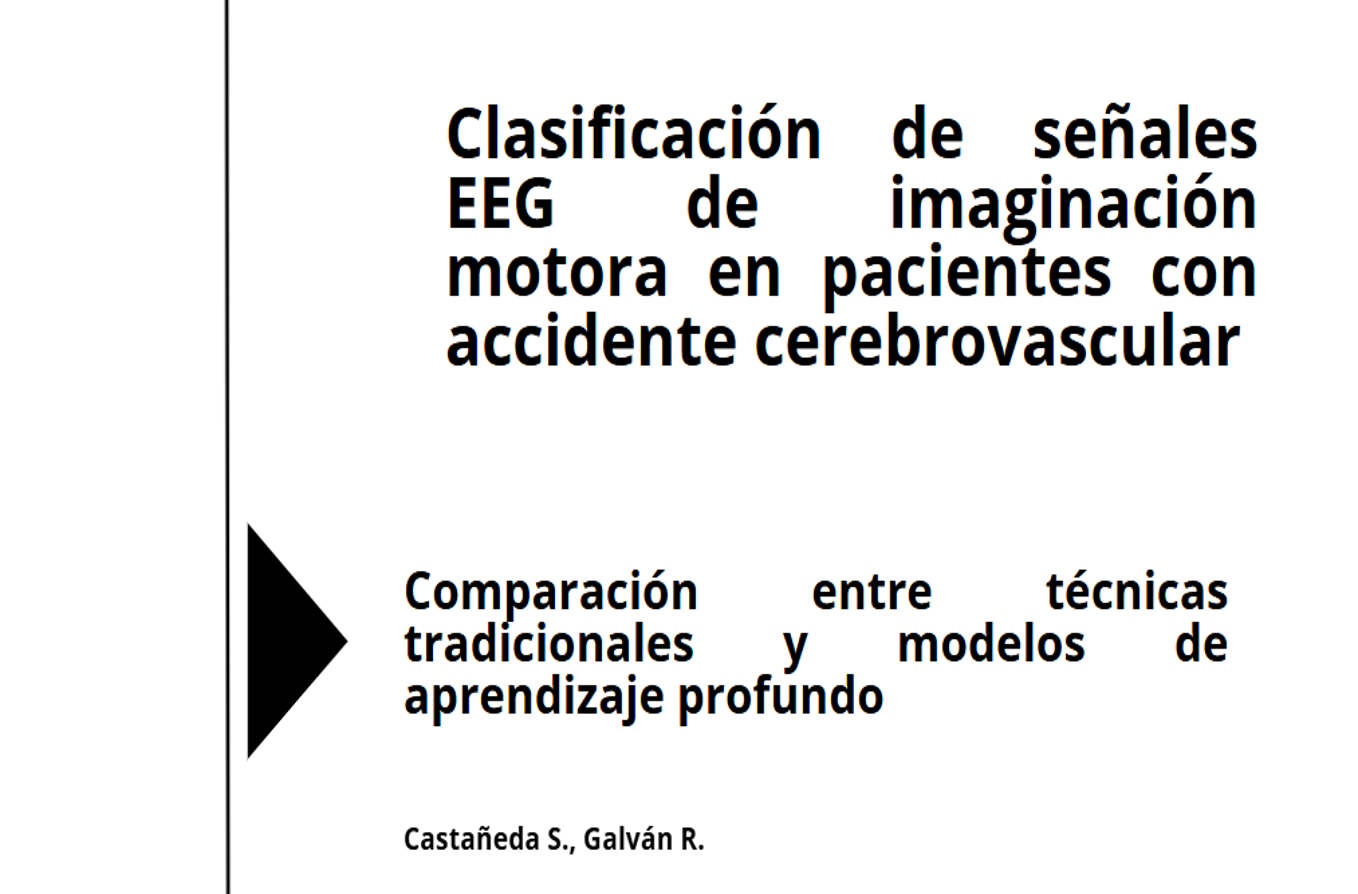 Clasificación de señales
EEG de imaginación
motora en pacientes con
accidente cerebrovascular
Comparación entre técnicas
tradicionales y modelos de
aprendizaje profundo
Castañeda S., Galván R.